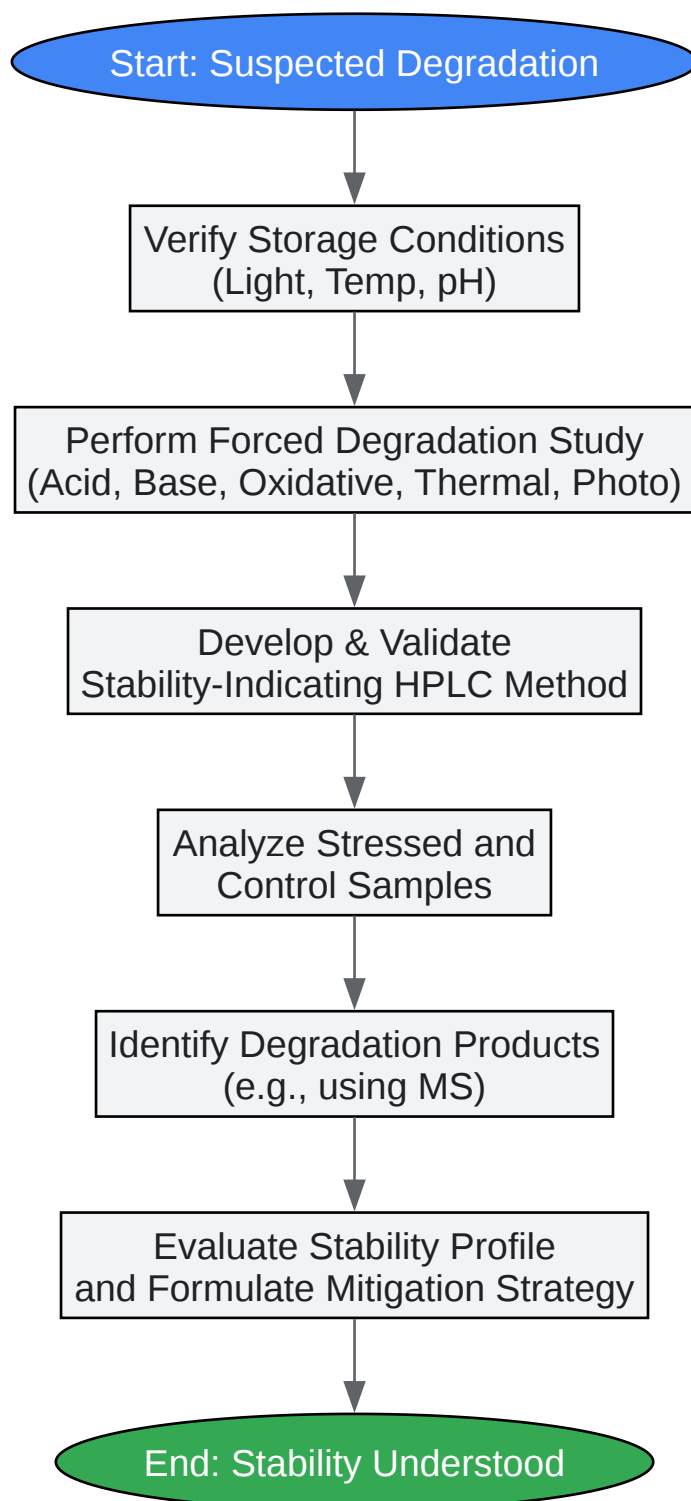 Start: Suspected Degradation
Verify Storage Conditions
(Light, Temp, pH)
Perform Forced Degradation Study
(Acid, Base, Oxidative, Thermal, Photo)
Develop & Validate
Stability-Indicating HPLC Method
Analyze Stressed and
Control Samples
Identify Degradation Products
(e.g., using MS)
Evaluate Stability Profile
and Formulate Mitigation Strategy
End: Stability Understood